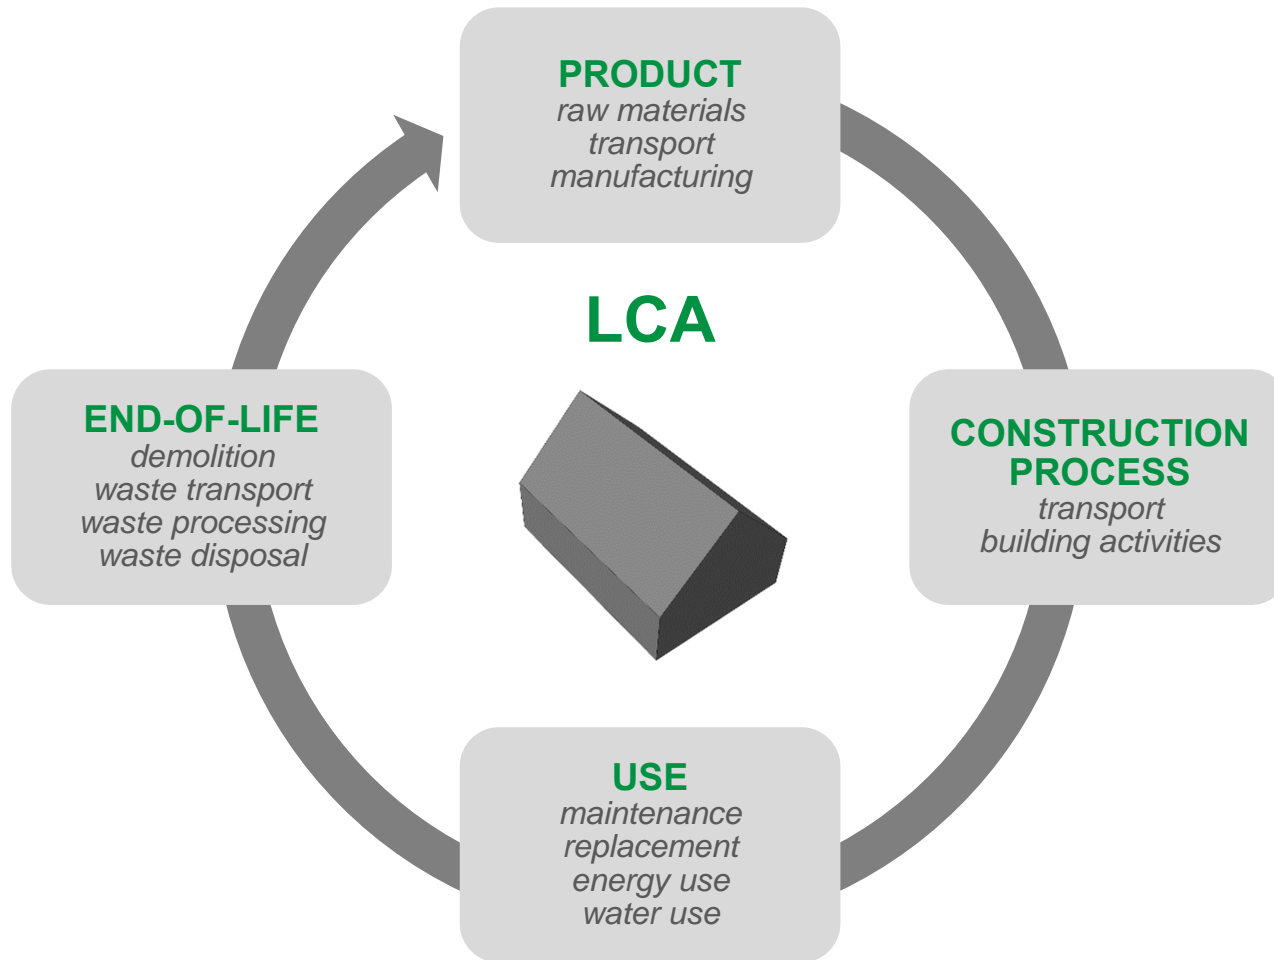 PRODUCT
raw materials
transport
manufacturing
LCA
END-OF-LIFE
demolition
waste transport
waste processing
waste disposal
CONSTRUCTION
PROCESS
transport
building activities
USE
maintenance
replacement
energy use
water use